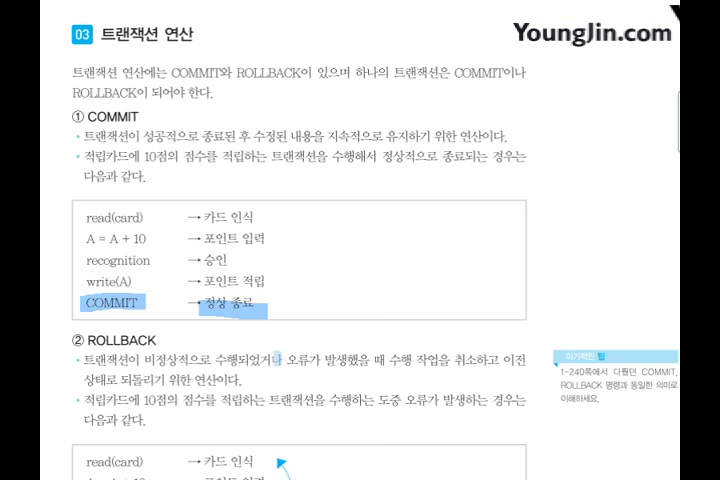 03 트랜잭션 연산
YoungJin.com
트랜잭션 연산에는 COMMIT와 ROLLBACK이 있으며 하나의 트랜잭션은 COMMIT이나
ROLLBACK이 되어야 한다.
① COMMIT
• 트랜잭션이 성공적으로 종료된 후 수정된 내용을 지속적으로 유지하기 위한 연산이다.
• 적립카드에 10점의 점수를 적립하는 트랜잭션을 수행해서 정상적으로 종료되는 경우는
다음과 같다.
read(card) → 카드 인식
A = A + 10 → 포인트 입력
recognition → 승인
write(A) → 포인트 적립
COMMIT → 정상 종료
② ROLLBACK
• 트랜잭션이 비정상적으로 수행되었거나 오류가 발생했을 때 수행 작업을 취소하고 이전
상태로 되돌리기 위한 연산이다.
• 적립카드에 10점의 점수를 적립하는 트랜잭션을 수행하는 도중 오류가 발생하는 경우는
다음과 같다.
이기적인 팁
1-240쪽에서 다뤘던 COMMIT,
ROLLBACK 명령과 동일한 의미로
이해하세요.
read(card) → 카드 인식